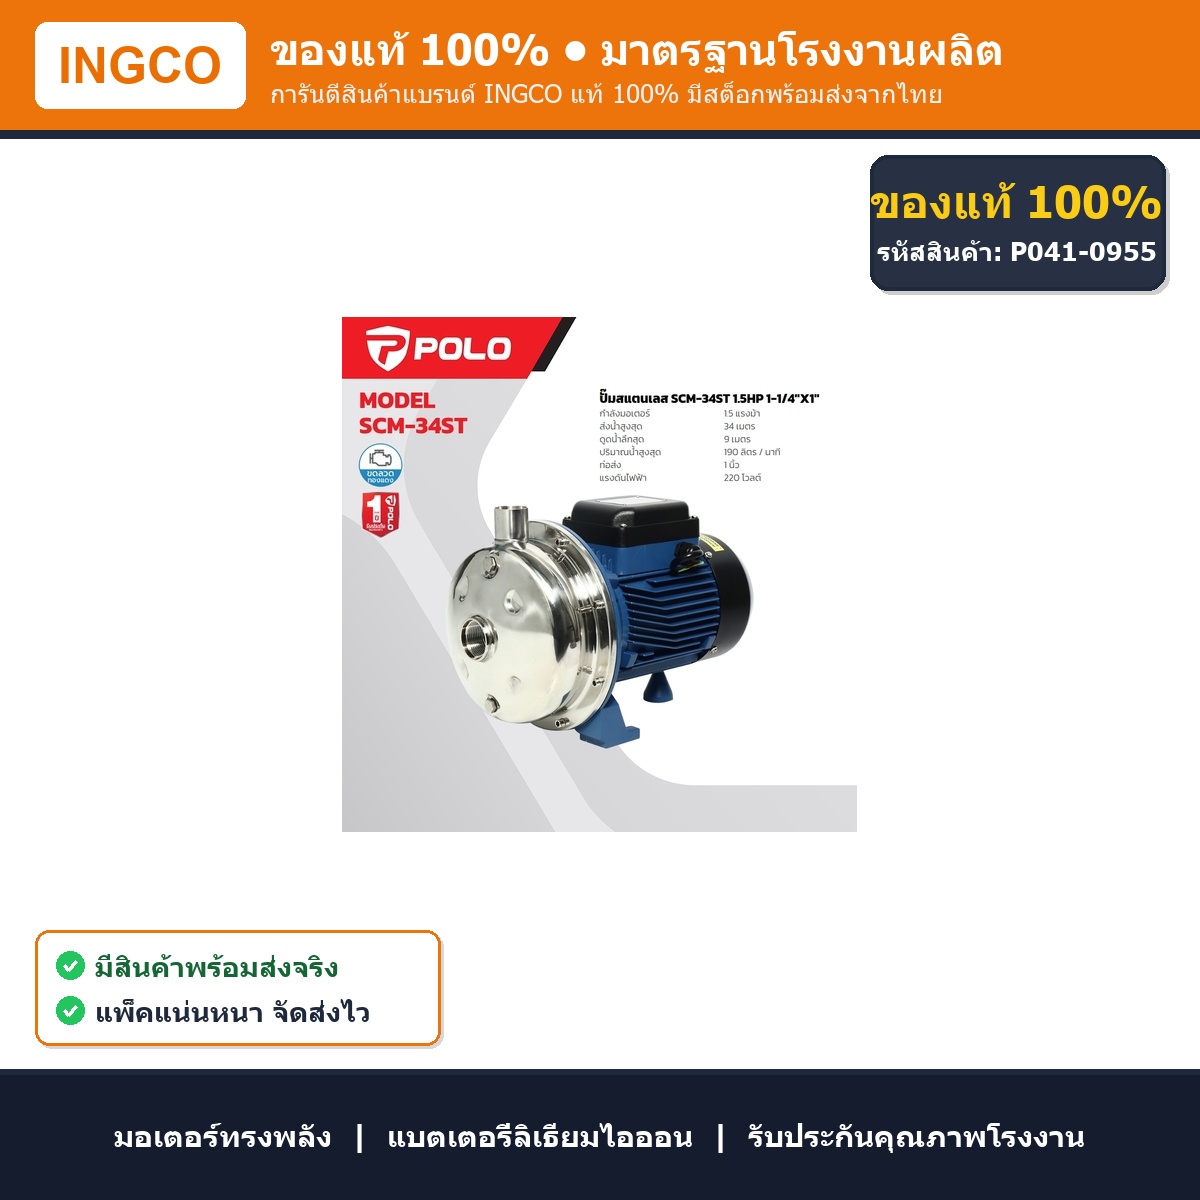 INGCO
ของแท้ 100% ● มาตรฐานโรงงานผลิต
การันตีสินค้าแบรนด์ INGCO แท้ 100% มีสต็อกพร้อมส่งจากไทย
ของแท้ 100%
รหัสสินค้า: P041-0955
POLO
MODEL
SCM-34ST
ขดลวด
ทองแดง
1 ปี
รับประกัน
POLO
ปั๊มสแตนเลส SCM-34ST 1.5HP 1-1/4"X1"
กำลังมอเตอร์ 1.5 แรงม้า
ส่งน้ำสูงสุด 34 เมตร
ดูดน้ำลึกสุด 9 เมตร
ปริมาณน้ำสูงสุด 190 ลิตร / นาที
ท่อส่ง 1 นิ้ว
แรงดันไฟฟ้า 220 โวลต์
มีสินค้าพร้อมส่งจริง
แพ็คแน่นหนา จัดส่งไว
มอเตอร์ทรงพลัง | แบตเตอรีลิเธียมไอออน | รับประกันคุณภาพโรงงาน